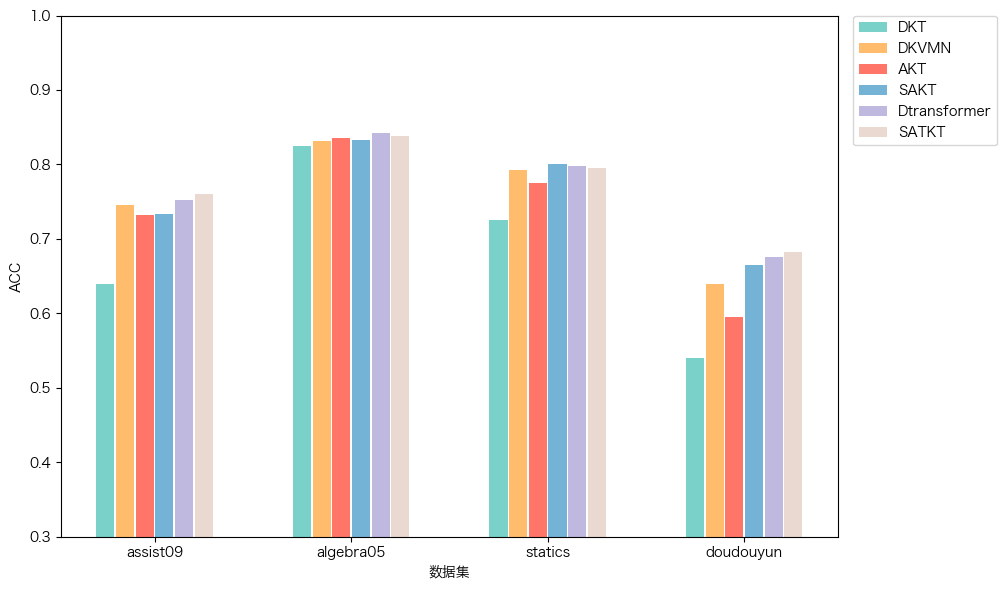 1.0
0.9
0.8
0.7
0.6
0.5
0.4
0.3
ACC
assist09
algebra05
statics
doudouyun
数据集
DKT
DKVMN
AKT
SAKT
Dtransformer
SATKT